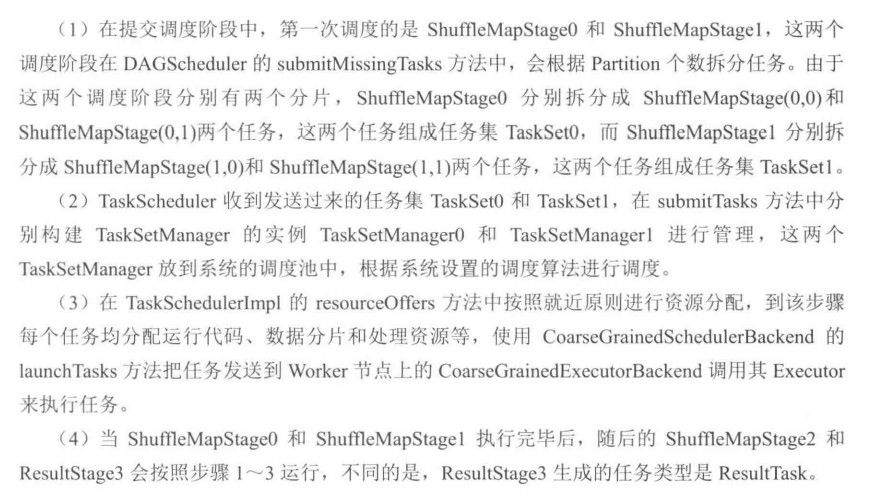 （1）在提交调度阶段中，第一次调度的是 ShuffleMapStage0 和 ShuffleMapStage1，这两个
调度阶段在 DAGScheduler 的 submitMissingTasks 方法中，会根据 Partition 个数拆分任务。由于
这两个调度阶段分别有两个分片，ShuffleMapStage0 分别拆分成 ShuffleMapStage(0,0)和
ShuffleMapStage(0,1)两个任务，这两个任务组成任务集 TaskSet0，而 ShuffleMapStage1 分别拆
分成 ShuffleMapStage(1,0)和 ShuffleMapStage(1,1)两个任务，这两个任务组成任务集 TaskSet1。
（2）TaskScheduler 收到发送过来的任务集 TaskSet0 和 TaskSet1，在 submitTasks 方法中分
别构建 TaskSetManager 的实例 TaskSetManager0 和 TaskSetManager1 进行管理，这两个
TaskSetManager 放到系统的调度池中，根据系统设置的调度算法进行调度。
（3）在 TaskSchedulerImpl 的 resourceOffers 方法中按照就近原则进行资源分配，到该步骤
每个任务均分配运行代码、数据分片和处理资源等，使用 CoarseGrainedSchedulerBackend 的
launchTasks 方法把任务发送到 Worker 节点上的 CoarseGrainedExecutorBackend 调用其 Executor
来执行任务。
（4）当 ShuffleMapStage0 和 ShuffleMapStage1 执行完毕后，随后的 ShuffleMapStage2 和
ResultStage3 会按照步骤 1～3 运行，不同的是，ResultStage3 生成的任务类型是 ResultTask。